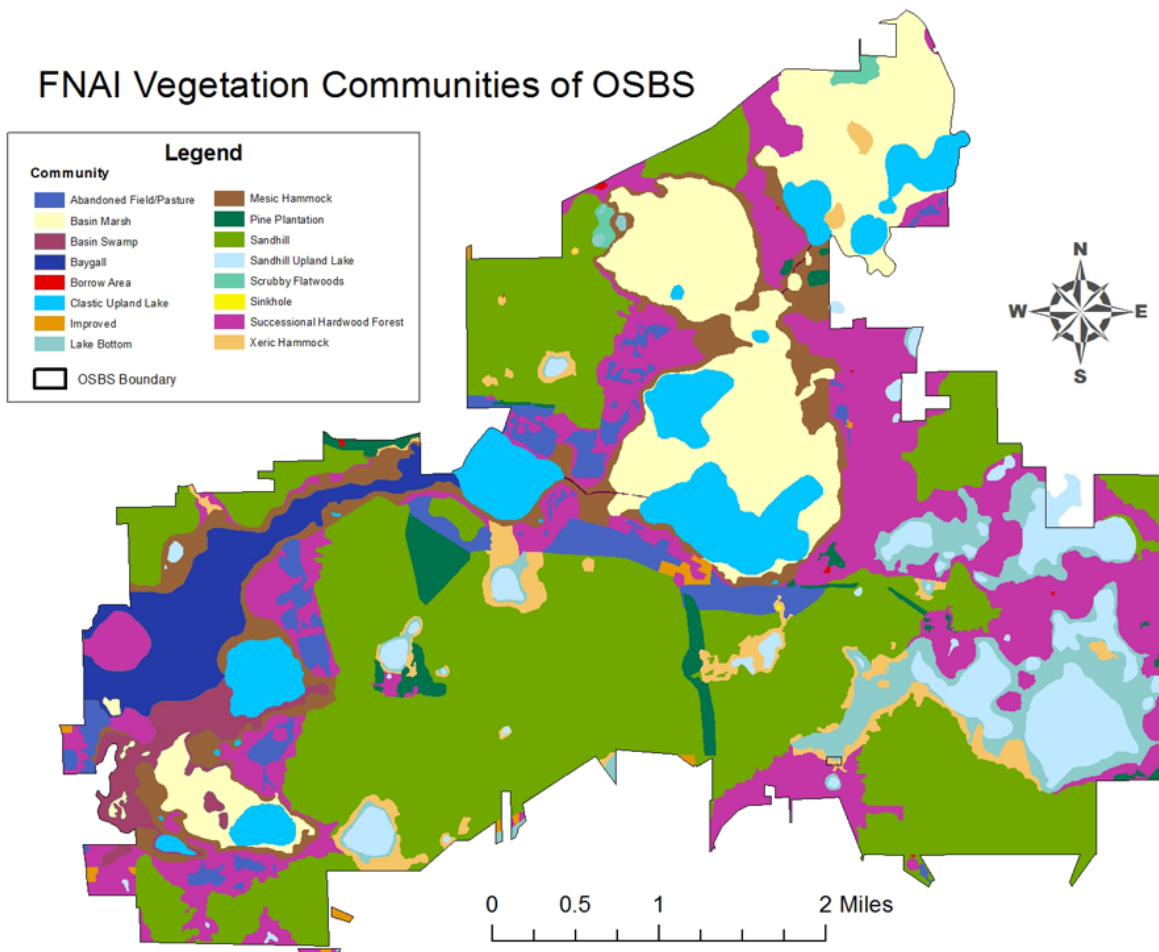 FNAI Vegetation Communities of OSBS
Legend
Community
Abandoned Field/Pasture
Basin Marsh
Basin Swamp
Baygall
Borrow Area
Clastic Upland Lake
Improved
Lake Bottom
Mesic Hammock
Pine Plantation
Sandhill
Sandhill Upland Lake
Scrubby Flatwoods
Sinkhole
Successional Hardwood Forest
Xeric Hammock
OSBS Boundary
N
W E
S
0 0.5 1 2 Miles